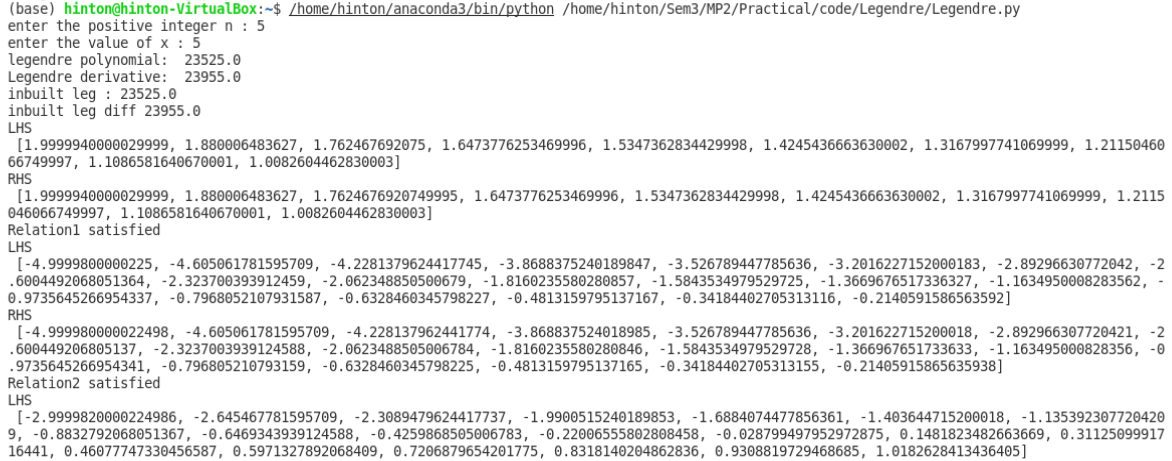 (base) hinton@hinton-VirtualBox:~$ /home/hinton/anaconda3/bin/python /home/hinton/Sem3/MP2/Practical/code/Legendre/Legendre.py
enter the positive integer n : 5
enter the value of x : 5
legendre polynomial:  23525.0
Legendre derivative:  23955.0
inbuilt leg : 23525.0
inbuilt leg diff 23955.0
LHS
 [1.9999940000029999, 1.880006483627, 1.762467692075, 1.6473776253469996, 1.5347362834429998, 1.4245436663630002, 1.3167997741069999, 1.21150460
66749997, 1.1086581640670001, 1.0082604462830003]
RHS
 [1.9999940000029999, 1.880006483627, 1.7624676920749995, 1.6473776253469996, 1.5347362834429998, 1.4245436663630002, 1.3167997741069999, 1.2115
046066749997, 1.1086581640670001, 1.0082604462830003]
Relation1 satisfied
LHS
 [-4.9999800000225, -4.605061781595709, -4.2281379624417745, -3.8688375240189847, -3.526789447785636, -3.2016227152000183, -2.89296630772042, -2
.6004492068051364, -2.323700393912459, -2.062348850500679, -1.8160235580280857, -1.5843534979529725, -1.3669676517336327, -1.1634950008283562, -
0.9735645266954337, -0.7968052107931587, -0.6328460345798227, -0.4813159795137167, -0.34184402705313116, -0.2140591586563592]
RHS
 [-4.999980000022498, -4.605061781595709, -4.228137962441774, -3.868837524018985, -3.526789447785636, -3.201622715200018, -2.892966307720421, -2
.600449206805137, -2.3237003939124588, -2.0623488505006784, -1.8160235580280846, -1.5843534979529728, -1.366967651733633, -1.163495000828356, -0
.9735645266954341, -0.796805210793159, -0.6328460345798225, -0.4813159795137165, -0.34184402705313155, -0.21405915865635938]
Relation2 satisfied
LHS
 [-2.9999820000224986, -2.645467781595709, -2.3089479624417737, -1.9900515240189853, -1.6884074477856361, -1.403644715200018, -1.135392307720420
9, -0.8832792068051367, -0.6469343939124588, -0.4259868505006783, -0.22006555802808458, -0.028799497952972875, 0.1481823482663669, 0.31125099917
16441, 0.46077747330456587, 0.5971327892068409, 0.7206879654201775, 0.8318140204862836, 0.9308819729468685, 1.0182628413436405]